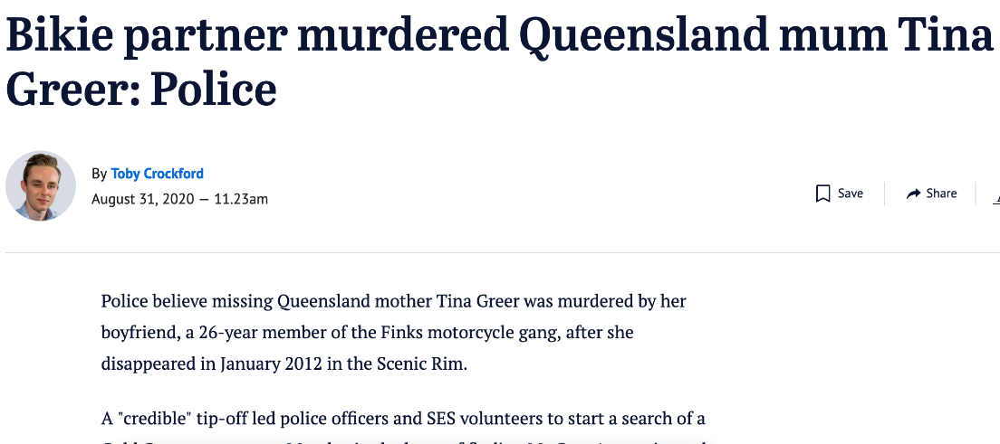 Bikie partner murdered Queensland mum Tina
Greer: Police
By Toby Crockford
August 31, 2020 — 11.23am
Save
Share
Police believe missing Queensland mother Tina Greer was murdered by her
boyfriend, a 26-year member of the Finks motorcycle gang, after she
disappeared in January 2012 in the Scenic Rim.
A "credible" tip-off led police officers and SES volunteers to start a search of a